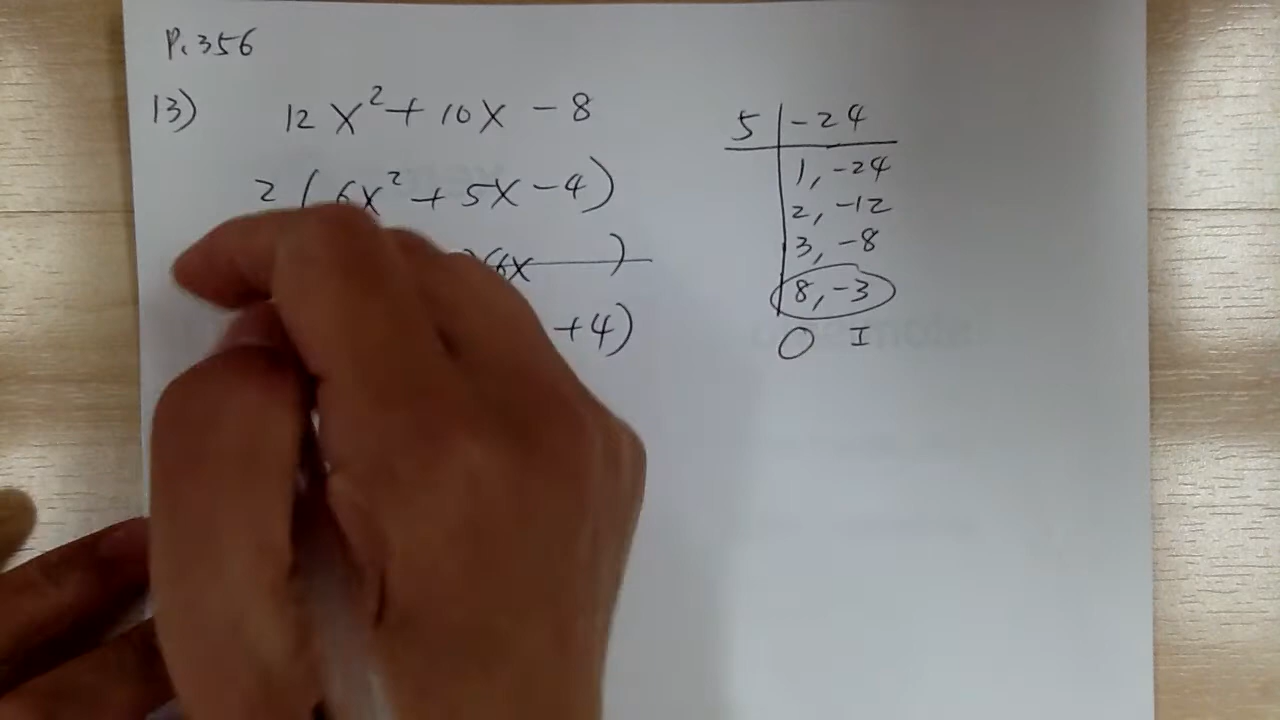 P.356
13) 12x² + 10x - 8
2 ( 6x² + 5x - 4 )
(6x )
+4)
5 | -24
1, -24
2, -12
3, -8
8, -3
O I